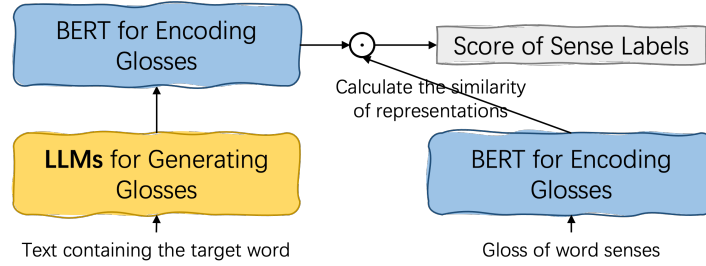 BERT for Encoding
Glosses
Score of Sense Labels
Calculate the similarity
of representations
LLMs for Generating
Glosses
BERT for Encoding
Glosses
Text containing the target word
Gloss of word senses